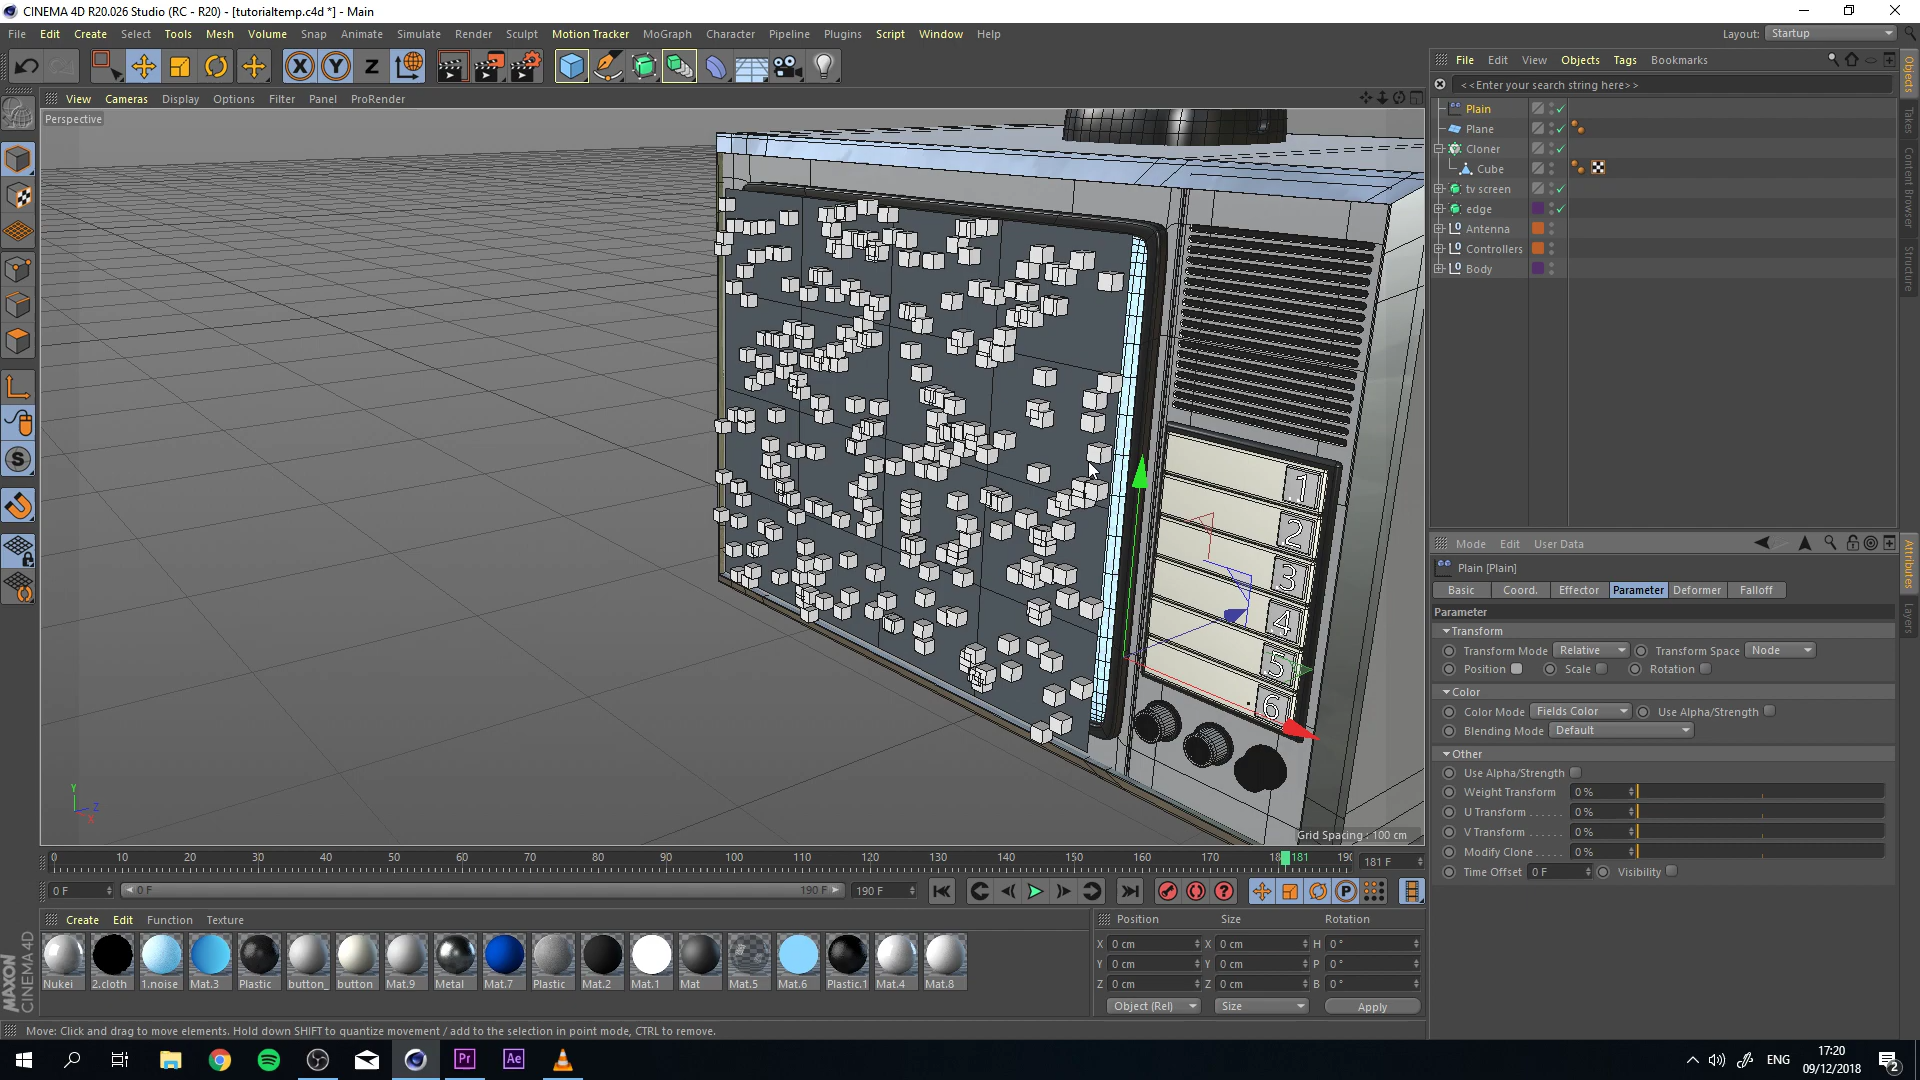 CINEMA 4D R20.026 Studio (RC - R20) - [tutorialtemp.c4d *] - Main
File Edit Create Select Tools Mesh Volume Snap Animate Simulate Render Sculpt Motion Tracker MoGraph Character Pipeline Plugins Script Window Help
Layout: Startup
View Cameras Display Options Filter Panel ProRender
Perspective
1
2
3
4
5
6
Y
Z
X
Grid Spacing : 100 cm
File Edit View Objects Tags Bookmarks
<<Enter your search string here>>
Plain
Plane
Cloner
Cube
tv screen
edge
Antenna
Controllers
Body
Objects
Takes
Content Browser
Structure
Mode Edit User Data
Plain [Plain]
Basic Coord. Effector Parameter Deformer Falloff
Parameter
Transform
Transform Mode Relative Transform Space Node
Position Scale Rotation
Color
Color Mode Fields Color Use Alpha/Strength
Blending Mode Default
Other
Use Alpha/Strength
Weight Transform 0 %
U Transform . . . . . . 0 %
V Transform . . . . . . 0 %
Modify Clone . . . . . 0 %
Time Offset 0 F Visibility
Attributes
Layers
0 10 20 30 40 50 60 70 80 90 100 110 120 130 140 150 160 170 18 181 190 181 F
0 F 0 F 190 F 190 F
Create Edit Function Texture
Nukei 2.cloth 1.noise Mat.3 Plastic button_ button Mat.9 Metal Mat.7 Plastic Mat.2 Mat.1 Mat Mat.5 Mat.6 Plastic.1 Mat.4 Mat.8
Position Size Rotation
X 0 cm X 0 cm H 0 °
Y 0 cm Y 0 cm P 0 °
Z 0 cm Z 0 cm B 0 °
Object (Rel) Size Apply
MAXON
CINEMA 4D
Move: Click and drag to move elements. Hold down SHIFT to quantize movement / add to the selection in point mode, CTRL to remove.
Pr Ae
ENG
17:20
09/12/2018
2